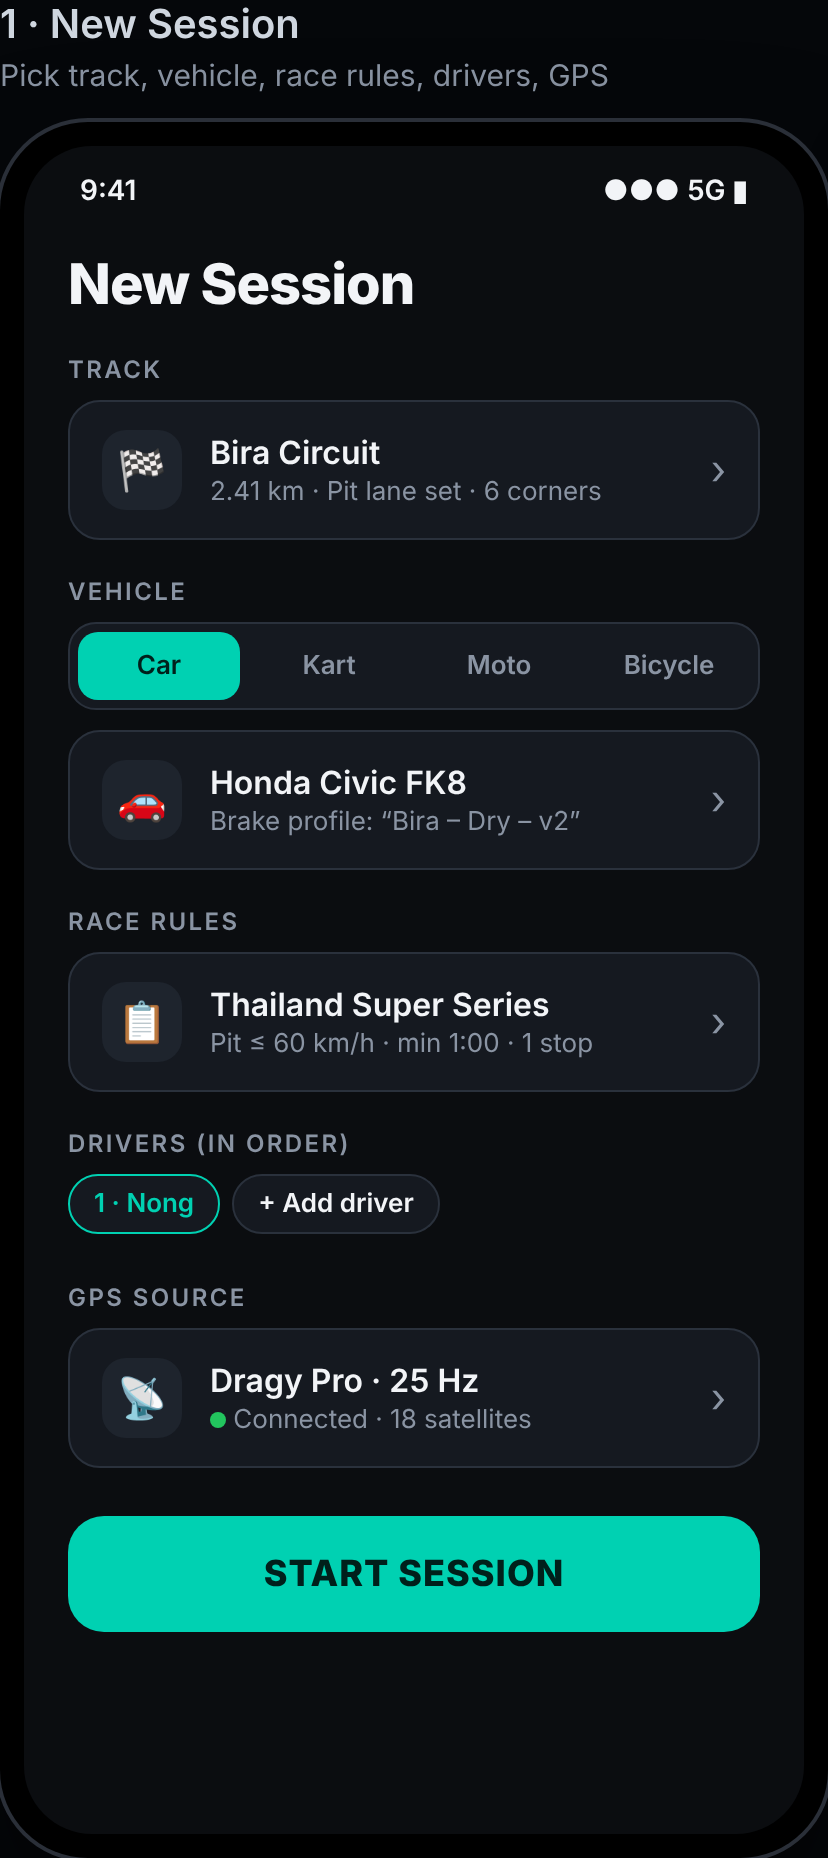 1 · New Session
Pick track, vehicle, race rules, drivers, GPS
9:41
5G
New Session
TRACK
Bira Circuit
2.41 km · Pit lane set · 6 corners
VEHICLE
Car
Kart
Moto
Bicycle
Honda Civic FK8
Brake profile: “Bira – Dry – v2”
RACE RULES
Thailand Super Series
Pit ≤ 60 km/h · min 1:00 · 1 stop
DRIVERS (IN ORDER)
1 · Nong
+ Add driver
GPS SOURCE
Dragy Pro · 25 Hz
Connected · 18 satellites
START SESSION